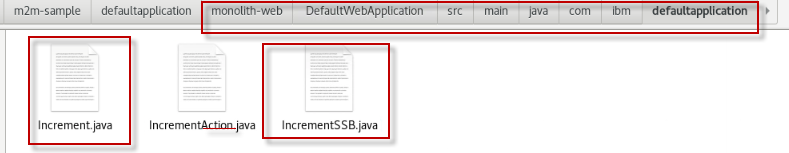 m2m-sample defaultapplication monolith-web DefaultWebApplication src main java com ibm defaultapplication
Increment.java IncrementAction.java IncrementSSB.java